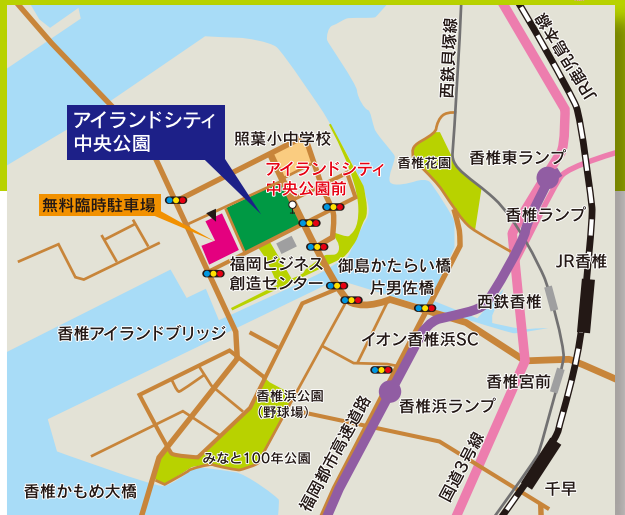 JR鹿児島本線
西鉄貝塚線
アイランドシティ
中央公園
照葉小中学校
アイランドシティ
中央公園前
香椎花園
香椎東ランプ
無料臨時駐車場
香椎ランプ
福岡ビジネス
創造センター
御島かたらい橋
片男佐橋
JR香椎
西鉄香椎
香椎アイランドブリッジ
イオン香椎浜SC
香椎宮前
香椎浜公園
(野球場)
香椎浜ランプ
福岡都市高速道路
国道3号線
みなと100年公園
香椎かもめ大橋
千早